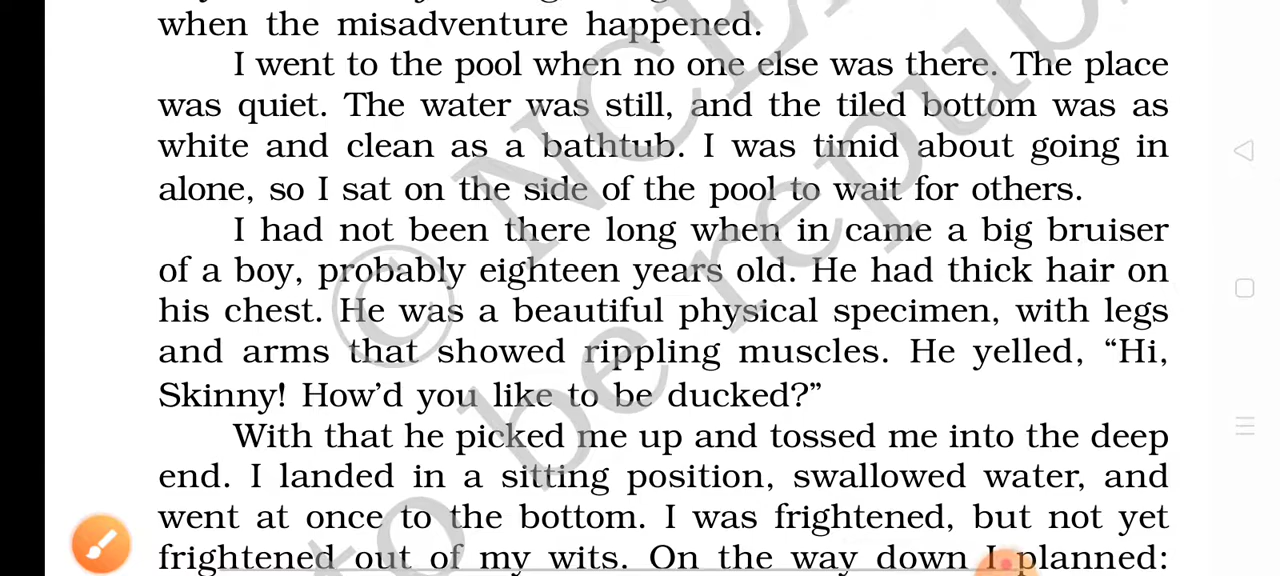 when the misadventure happened.
I went to the pool when no one else was there. The place
was quiet. The water was still, and the tiled bottom was as
white and clean as a bathtub. I was timid about going in
alone, so I sat on the side of the pool to wait for others.
I had not been there long when in came a big bruiser
of a boy, probably eighteen years old. He had thick hair on
his chest. He was a beautiful physical specimen, with legs
and arms that showed rippling muscles. He yelled, “Hi,
Skinny! How’d you like to be ducked?”
With that he picked me up and tossed me into the deep
end. I landed in a sitting position, swallowed water, and
went at once to the bottom. I was frightened, but not yet
frightened out of my wits. On the way down I planned: